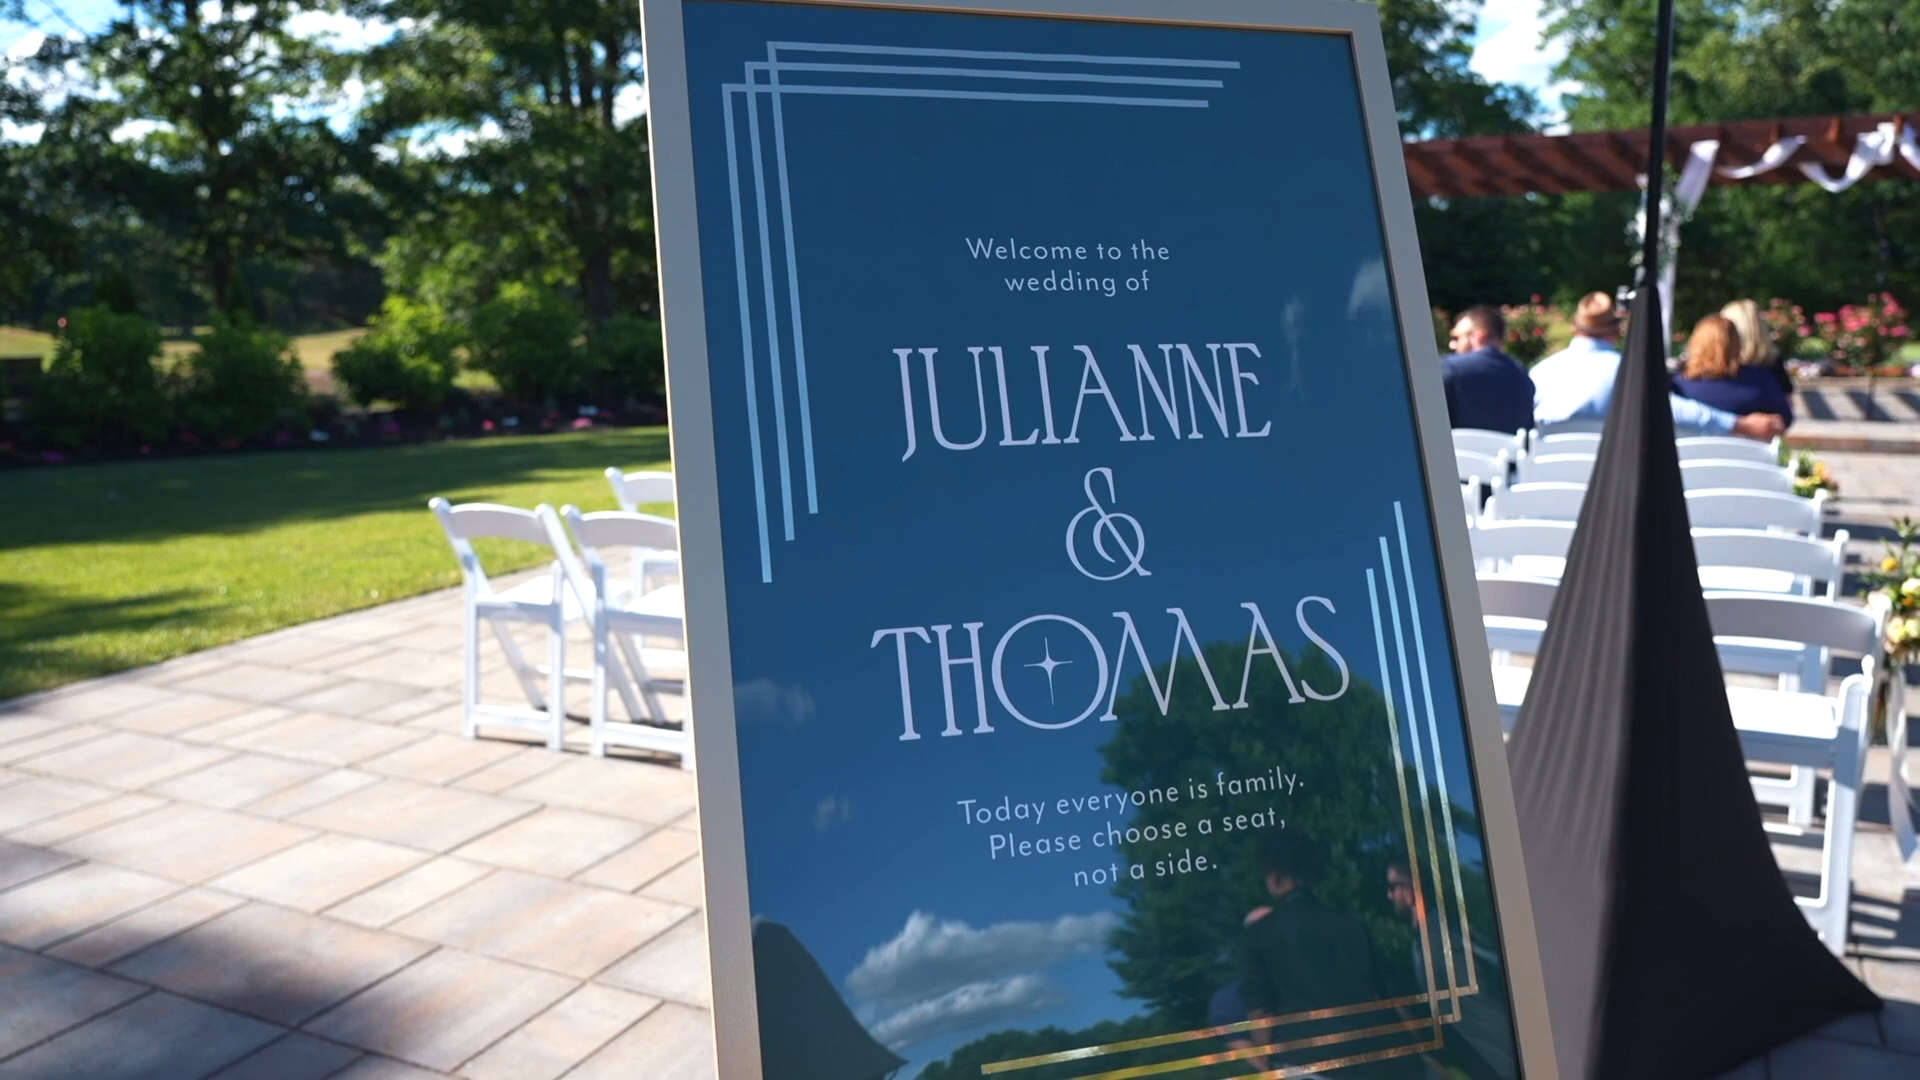 Welcome to the
wedding of
JULIANNE
&
THOMAS
Today everyone is family.
Please choose a seat,
not a side.